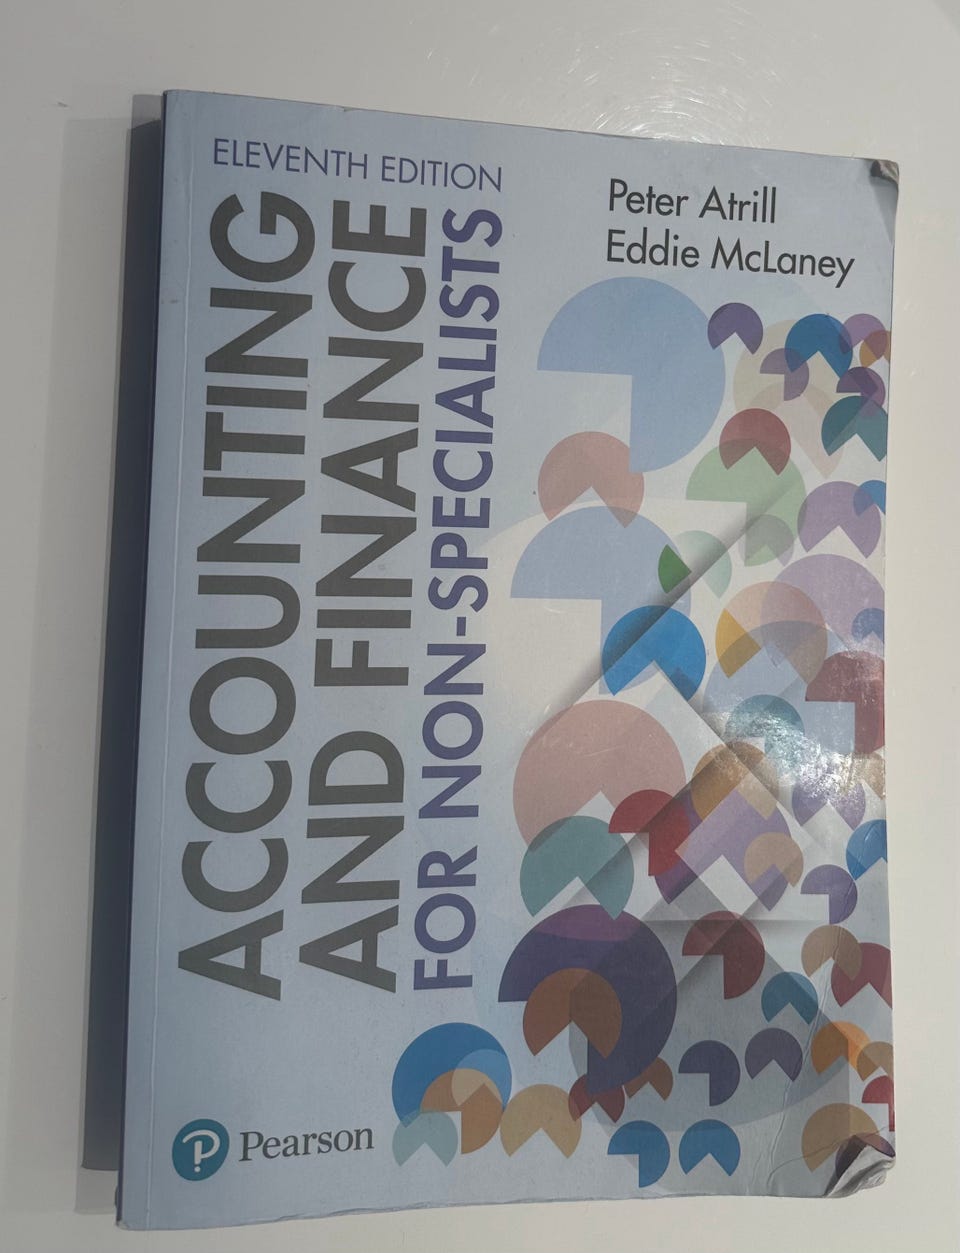 ELEVENTH EDITION
ACCOUNTING
AND FINANCE
FOR NON-SPECIALISTS
Peter Atrill
Eddie McLaney
P
Pearson